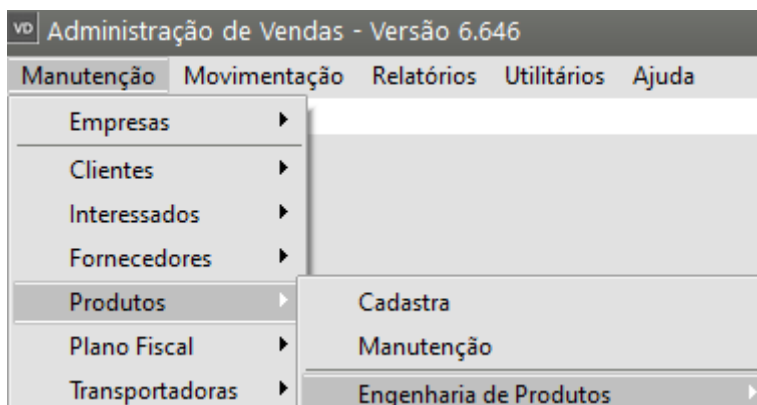 VD Administração de Vendas - Versão 6.646
Manutenção Movimentação Relatórios Utilitários Ajuda
Empresas
Clientes
Interessados
Fornecedores
Produtos Cadastra
Plano Fiscal Manutenção
Transportadoras Engenharia de Produtos